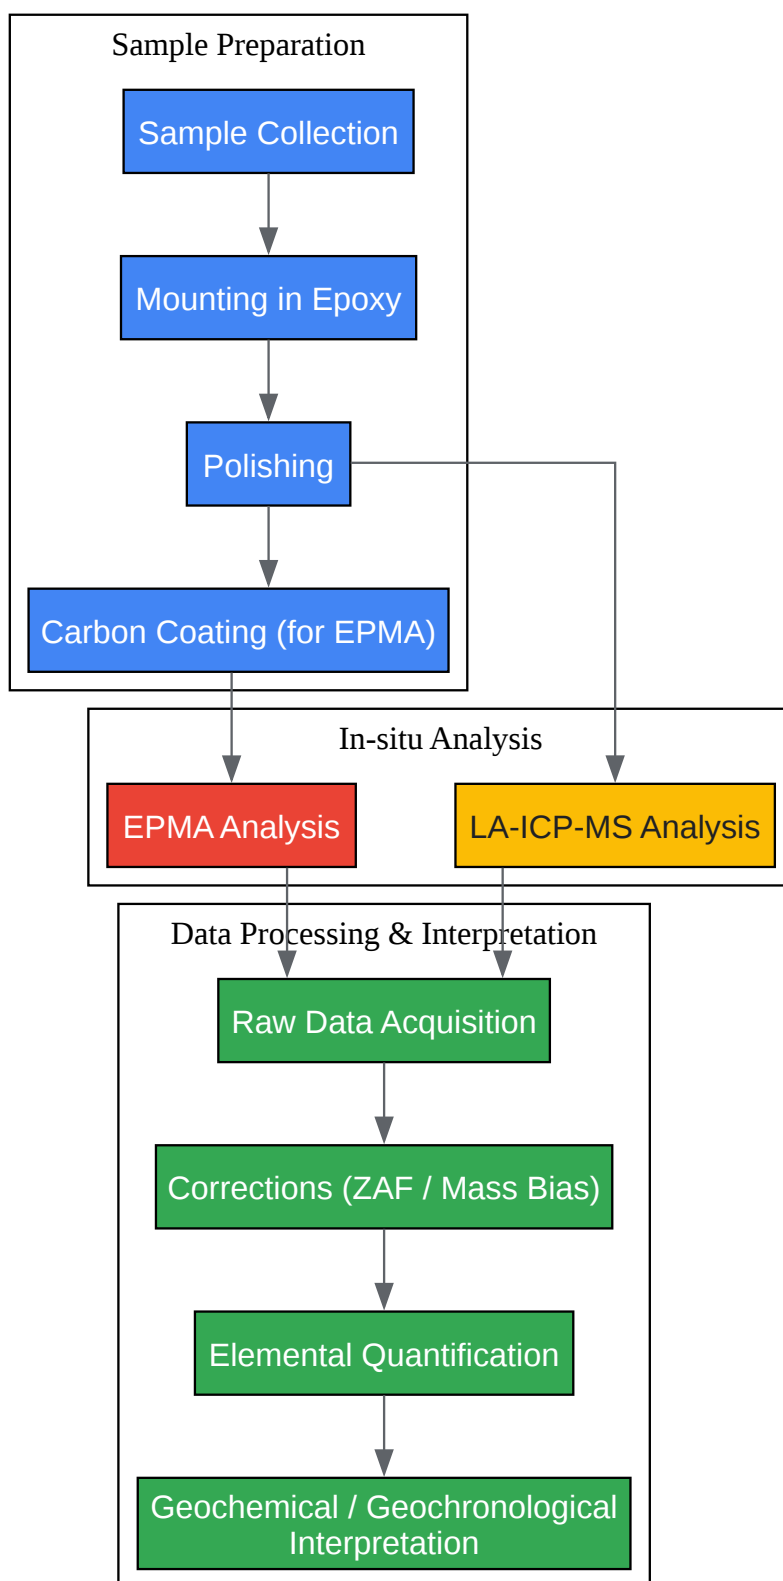 Sample Preparation
Sample Collection
Mounting in Epoxy
Polishing
Carbon Coating (for EPMA)
In-situ Analysis
EPMA Analysis
LA-ICP-MS Analysis
Data Processing & Interpretation
Raw Data Acquisition
Corrections (ZAF / Mass Bias)
Elemental Quantification
Geochemical / Geochronological
Interpretation